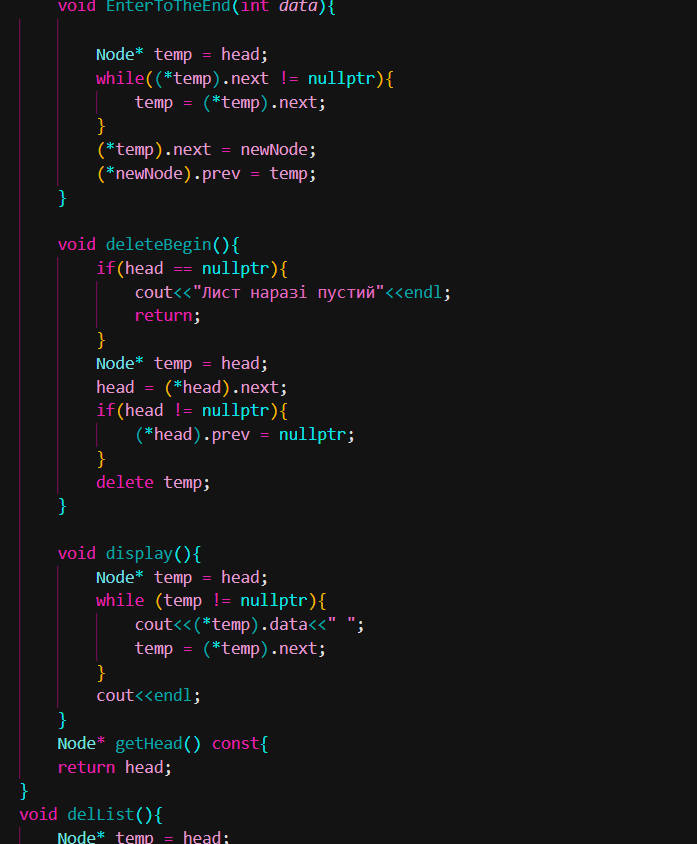 void EnterToTheEnd(int data){
Node* temp = head;
while((*temp).next != nullptr){
temp = (*temp).next;
}
(*temp).next = newNode;
(*newNode).prev = temp;
}
void deleteBegin(){
if(head == nullptr){
cout<<"Лист наразі пустий"<<endl;
return;
}
Node* temp = head;
head = (*head).next;
if(head != nullptr){
(*head).prev = nullptr;
}
delete temp;
}
void display(){
Node* temp = head;
while (temp != nullptr){
cout<<(*temp).data<<" ";
temp = (*temp).next;
}
cout<<endl;
}
Node* getHead() const{
return head;
}
void delList(){
Node* temp = head;